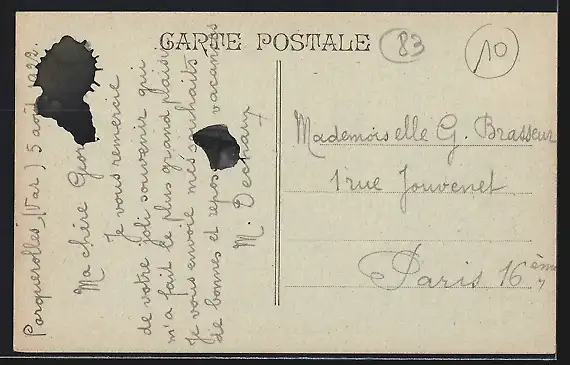 CARTE POSTALE
83
10
Porquerolles (Var) 5 août 1922.
Ma chère
Je vous remercie
de votre joli souvenir qui
m'a fait le plus grand plaisir
Je vous envoie mes souhaits
de bonnes et repos vacances
M. Dechaux
Mademoiselle G. Brasseur
1 rue Jouvenet
Paris 16ème